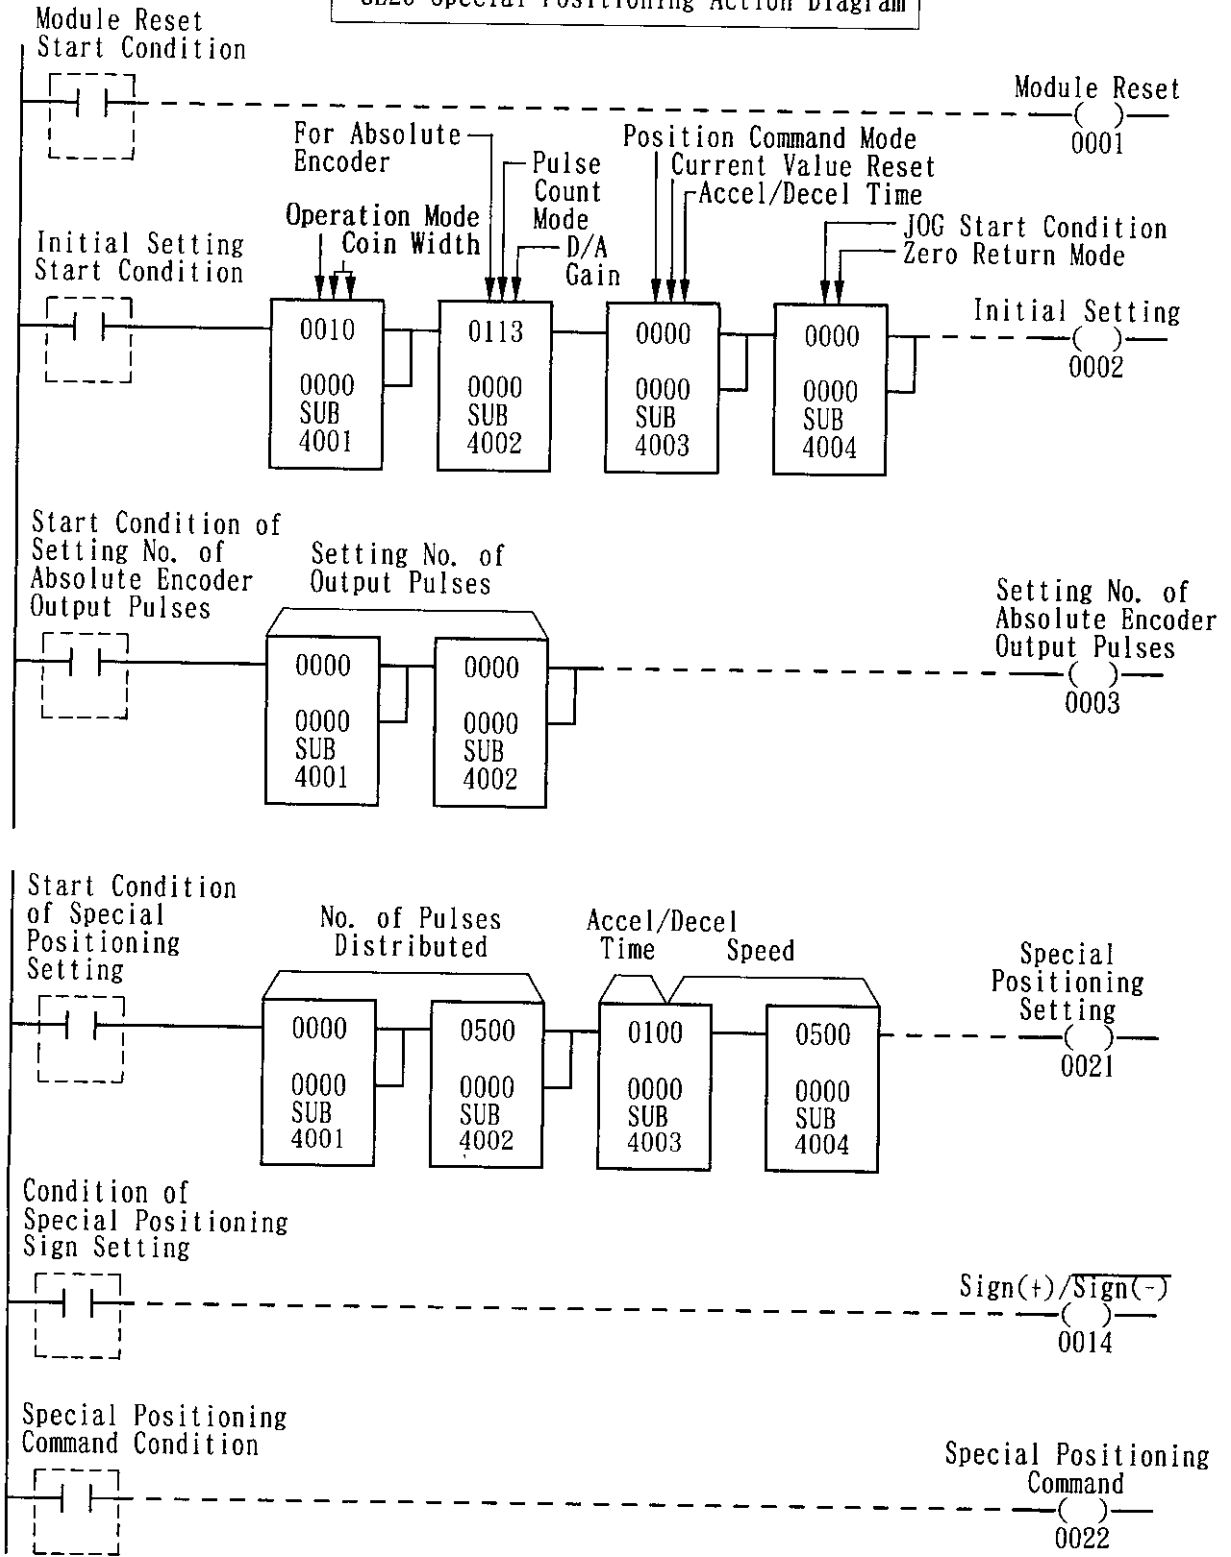 Special Positioning Action Diagram
Module Reset
Start Condition
Module Reset
0001
For Absolute
Encoder
Pulse
Count
Mode
D/A
Gain
Operation Mode
Coin Width
Position Command Mode
Current Value Reset
Accel/Decel Time
JOG Start Condition
Zero Return Mode
Initial Setting
Start Condition
0010
0000
SUB
4001
0113
0000
SUB
4002
0000
0000
SUB
4003
0000
0000
SUB
4004
Initial Setting
0002
Start Condition of
Setting No. of
Absolute Encoder
Output Pulses
Setting No. of
Output Pulses
0000
0000
SUB
4001
0000
0000
SUB
4002
Setting No. of
Absolute Encoder
Output Pulses
0003
Start Condition
of Special
Positioning
Setting
No. of Pulses
Distributed
Accel/Decel
Time
Speed
0000
0000
SUB
4001
0500
0000
SUB
4002
0100
0000
SUB
4003
0500
0000
SUB
4004
Special
Positioning
Setting
0021
Condition of
Special Positioning
Sign Setting
Sign(+)/Sign(-)
0014
Special Positioning
Command Condition
Special Positioning
Command
0022